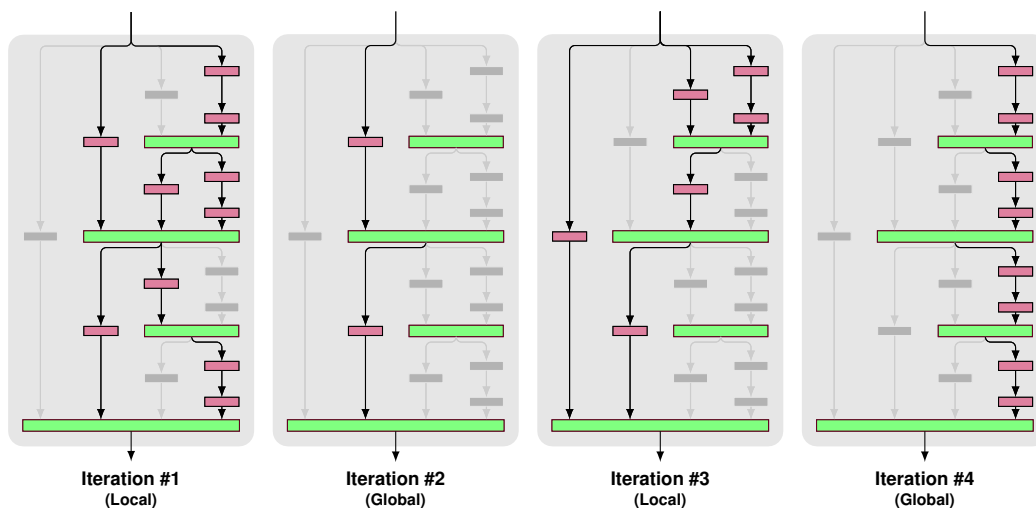 Iteration #1
(Local)
Iteration #2
(Global)
Iteration #3
(Local)
Iteration #4
(Global)